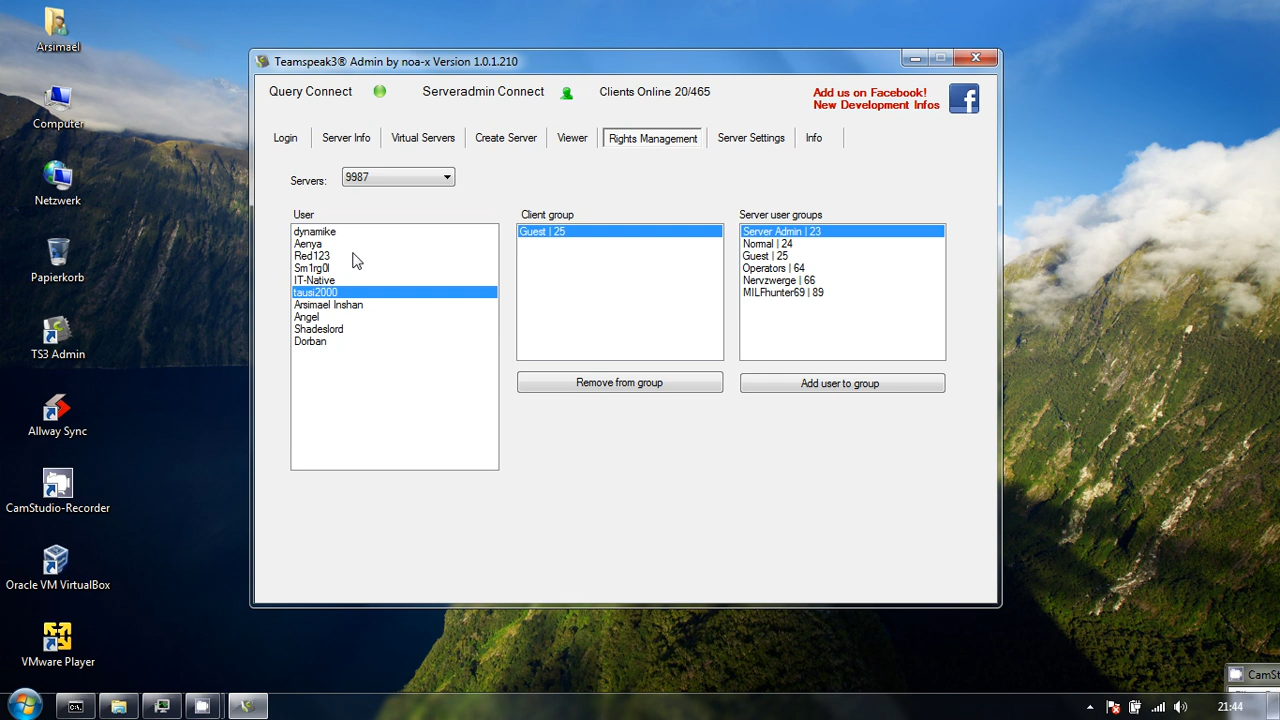 Arsimael
Computer
Netzwerk
Papierkorb
TS3 Admin
Allway Sync
CamStudio-Recorder
Oracle VM VirtualBox
VMware Player
Teamspeak3® Admin by noa-x Version 1.0.1.210
Query Connect
Serveradmin Connect
Clients Online 20/465
Add us on Facebook!
New Development Infos
Login
Server Info
Virtual Servers
Create Server
Viewer
Rights Management
Server Settings
Info
Servers:
9987
User
dynamike
Aenya
Red123
Sm1rg0l
IT-Native
tausi2000
Arsimael Inshan
Angel
Shadeslord
Dorban
Client group
Guest | 25
Remove from group
Server user groups
Server Admin | 23
Normal | 24
Guest | 25
Operators | 64
Nervzwerge | 66
MILFhunter69 | 89
Add user to group
CamSt
21:44